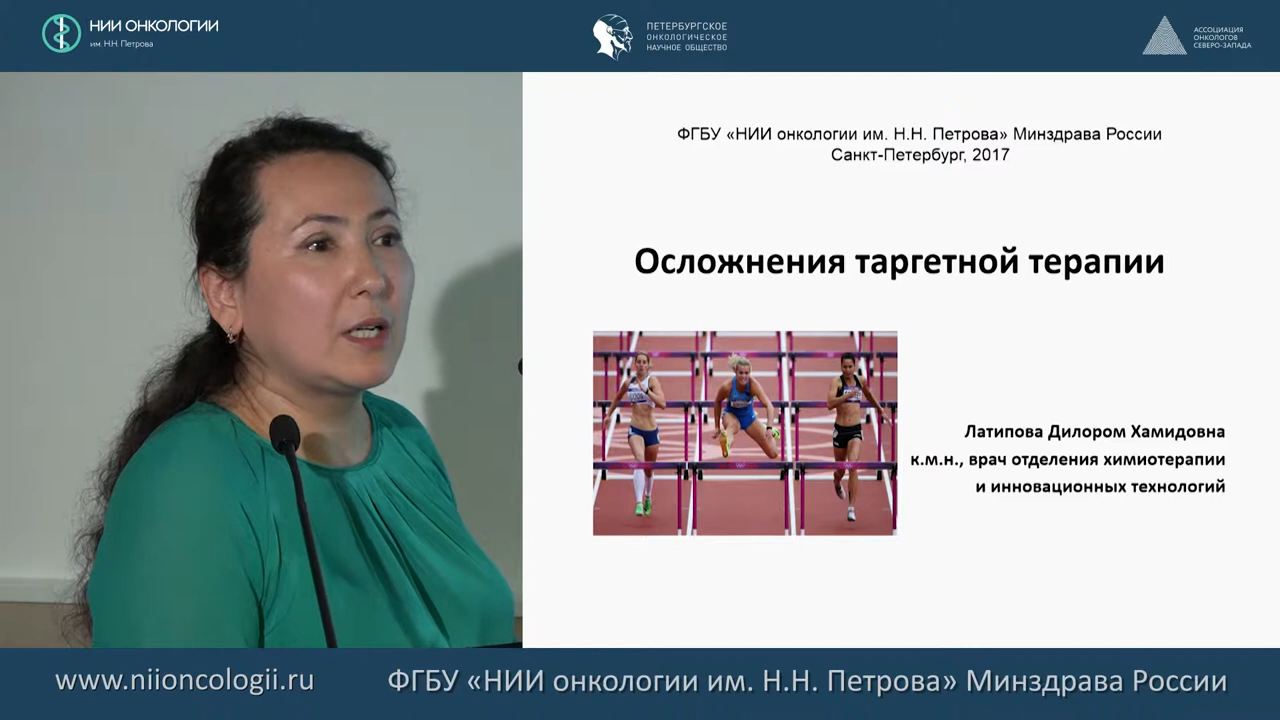 НИИ ОНКОЛОГИИ
им. Н.Н. Петрова
ПЕТЕРБУРГСКОЕ
ОНКОЛОГИЧЕСКОЕ
НАУЧНОЕ ОБЩЕСТВО
АССОЦИАЦИЯ
ОНКОЛОГОВ
СЕВЕРО-ЗАПАДА
ФГБУ «НИИ онкологии им. Н.Н. Петрова» Минздрава России
Санкт-Петербург, 2017
Осложнения таргетной терапии
Латипова Дилором Хамидовна
к.м.н., врач отделения химиотерапии
и инновационных технологий
www.niioncologii.ru
ФГБУ «НИИ онкологии им. Н.Н. Петрова» Минздрава России